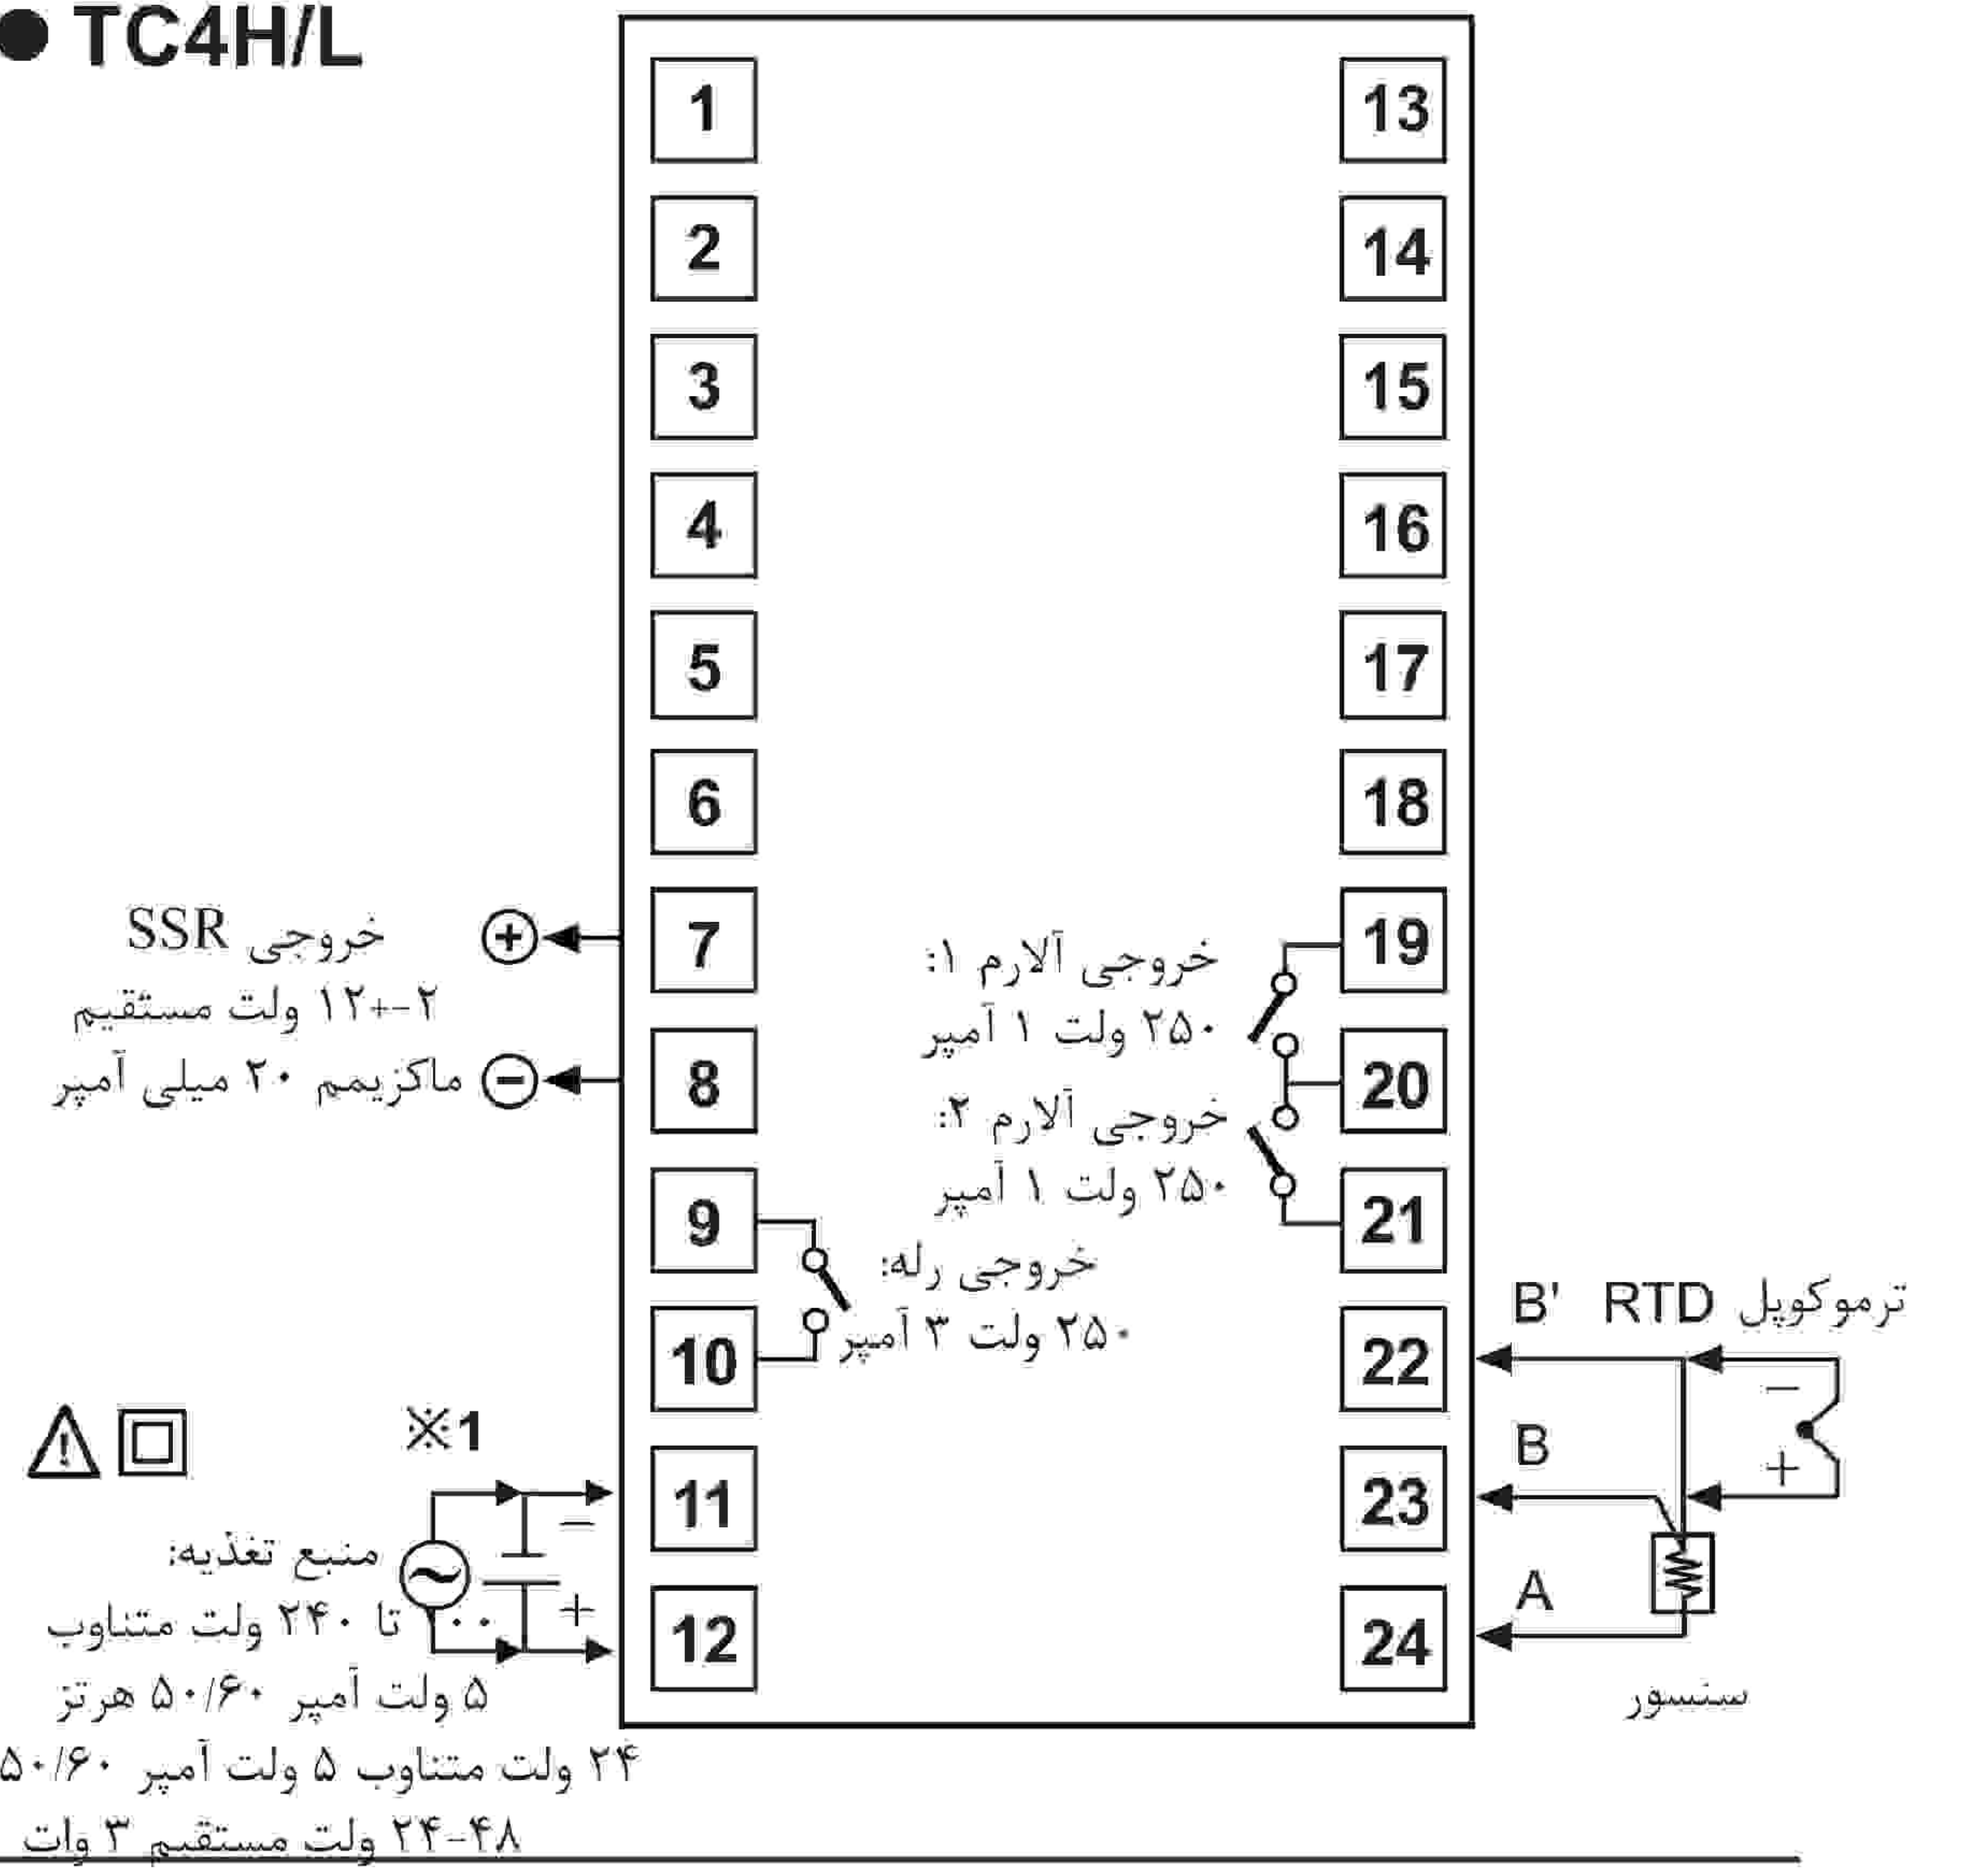 ● TC4H/L
1
2
3
4
5
6
7
8
9
10
11
12
13
14
15
16
17
18
19
20
21
22
23
24
خروجی SSR
۱۲+-۲ ولت مستقیم
ماکزیمم ۲۰ میلی آمپر
+
−
خروجی آلارم ۱:
۲۵۰ ولت ۱ آمپر
خروجی آلارم ۲:
۲۵۰ ولت ۱ آمپر
خروجی رله:
۲۵۰ ولت ۳ آمپر
※1
−
+
منبع تغذیه:
۱۰۰ تا ۲۴۰ ولت متناوب
۵ ولت آمپر ۵۰/۶۰ هرتز
۲۴ ولت متناوب ۵ ولت آمپر ۵۰/۶۰
۲۴-۴۸ ولت مستقیم ۳ وات
B' RTD ترموکوپل
−
B
+
A
سنسور